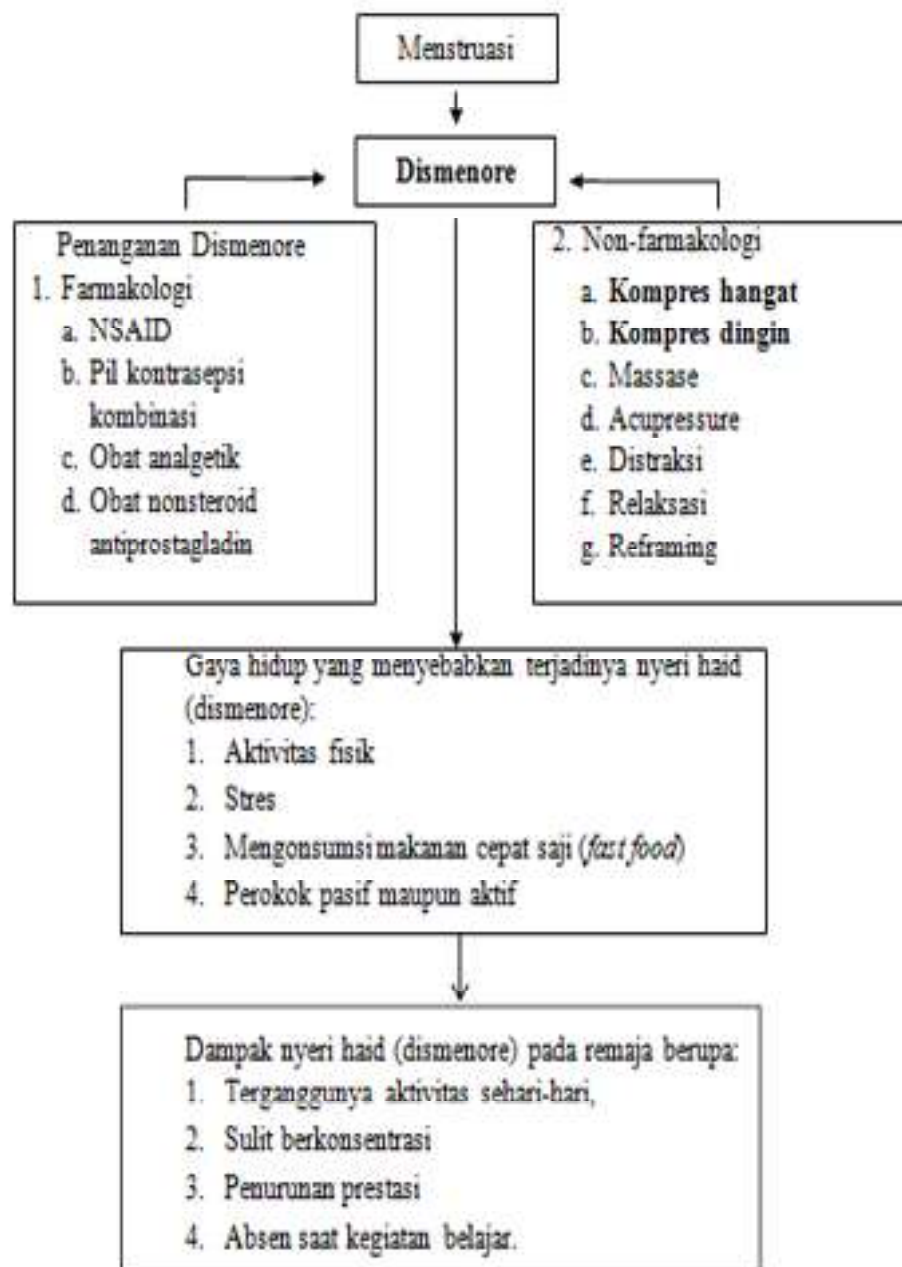 Menstruasi
Dismenore
Penanganan Dismenore
1. Farmakologi
a. NSAID
b. Pil kontrasepsi
kombinasi
c. Obat analgetik
d. Obat nonsteroid
antiprostagladin
2. Non-farmakologi
a. Kompres hangat
b. Kompres dingin
c. Massase
d. Acupressure
e. Distraksi
f. Relaksasi
g. Reframing
Gaya hidup yang menyebabkan terjadinya nyeri haid
(dismenore):
1. Aktivitas fisik
2. Stres
3. Mengonsumsi makanan cepat saji (fast food)
4. Perokok pasif maupun aktif
Dampak nyeri haid (dismenore) pada remaja berupa:
1. Terganggunya aktivitas sehari-hari,
2. Sulit berkonsentrasi
3. Penurunan prestasi
4. Absen saat kegiatan belajar.